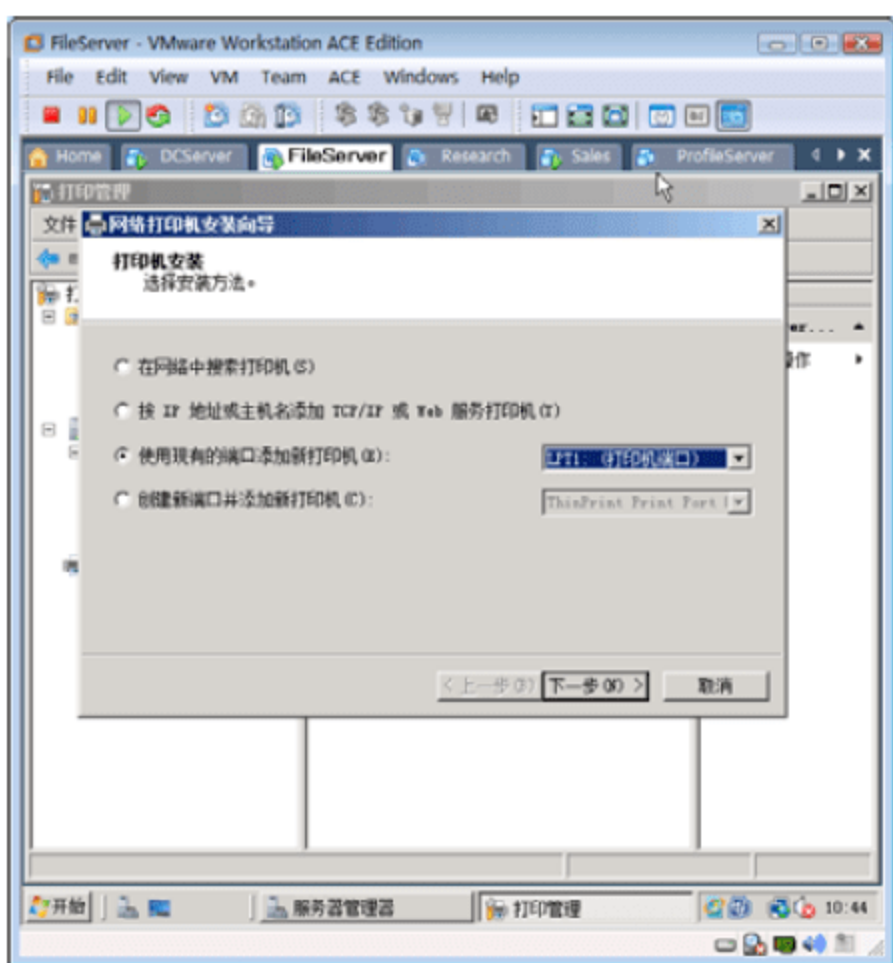 FileServer - VMware Workstation ACE Edition
File Edit View VM Team ACE Windows Help
Home DCServer FileServer Research Sales ProfileServer
打印管理
文件
网络打印机安装向导
打印机安装
选择安装方法。
er...
操作
在网络中搜索打印机(S)
按 IP 地址或主机名添加 TCP/IP 或 Web 服务打印机(T)
使用现有的端口添加新打印机(E): LPT1: (打印机端口)
创建新端口并添加新打印机(C): ThinPrint Print Port
< 上一步(P) 下一步(N) > 取消
开始 服务器管理器 打印管理 10:44